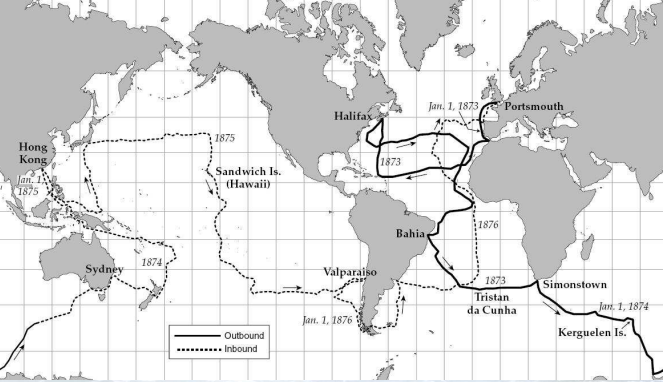 Jan. 1, 1873
Portsmouth
Halifax
1875
Hong
Kong
1873
Sandwich Is.
(Hawaii)
Jan. 1
1875
1876
Bahia
1874
Sydney
Valparaiso
1873
Simonstown
Tristan
da Cunha
Jan. 1, 1874
Jan. 1, 1876
Kerguelen Is.
Outbound
Inbound